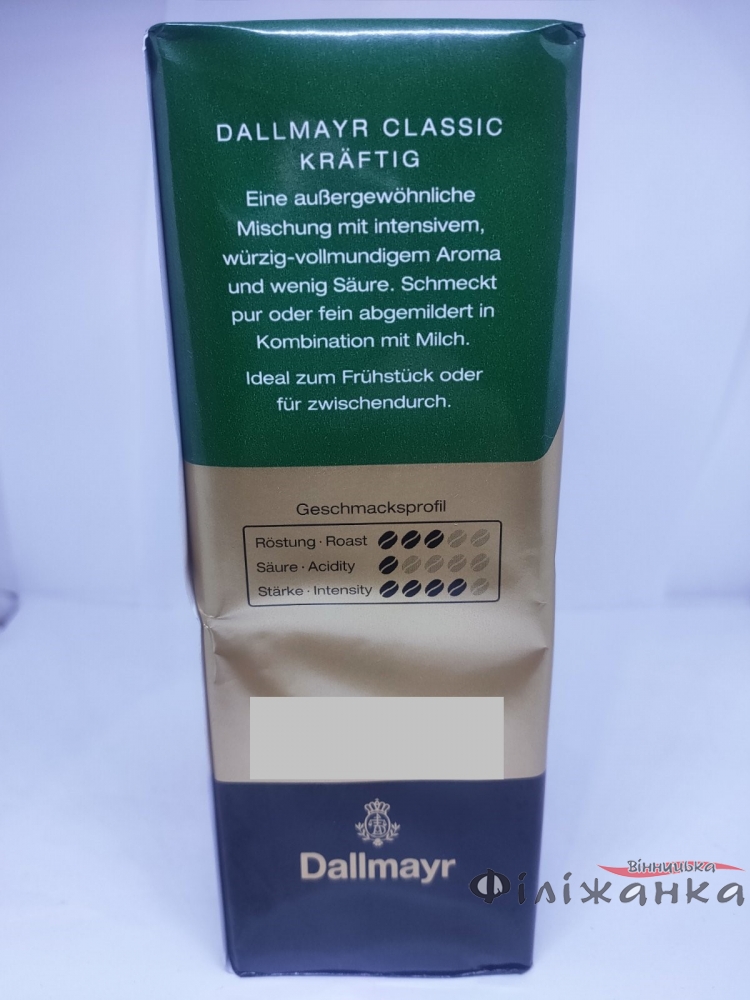 DALLMAYR CLASSIC
KRÄFTIG
Eine außergewöhnliche
Mischung mit intensivem,
würzig-vollmundigem Aroma
und wenig Säure. Schmeckt
pur oder fein abgemildert in
Kombination mit Milch.
Ideal zum Frühstück oder
für zwischendurch.
Geschmacksprofil
Röstung · Roast
Säure · Acidity
Stärke · Intensity
Dallmayr
Вінницька
Філіжанка